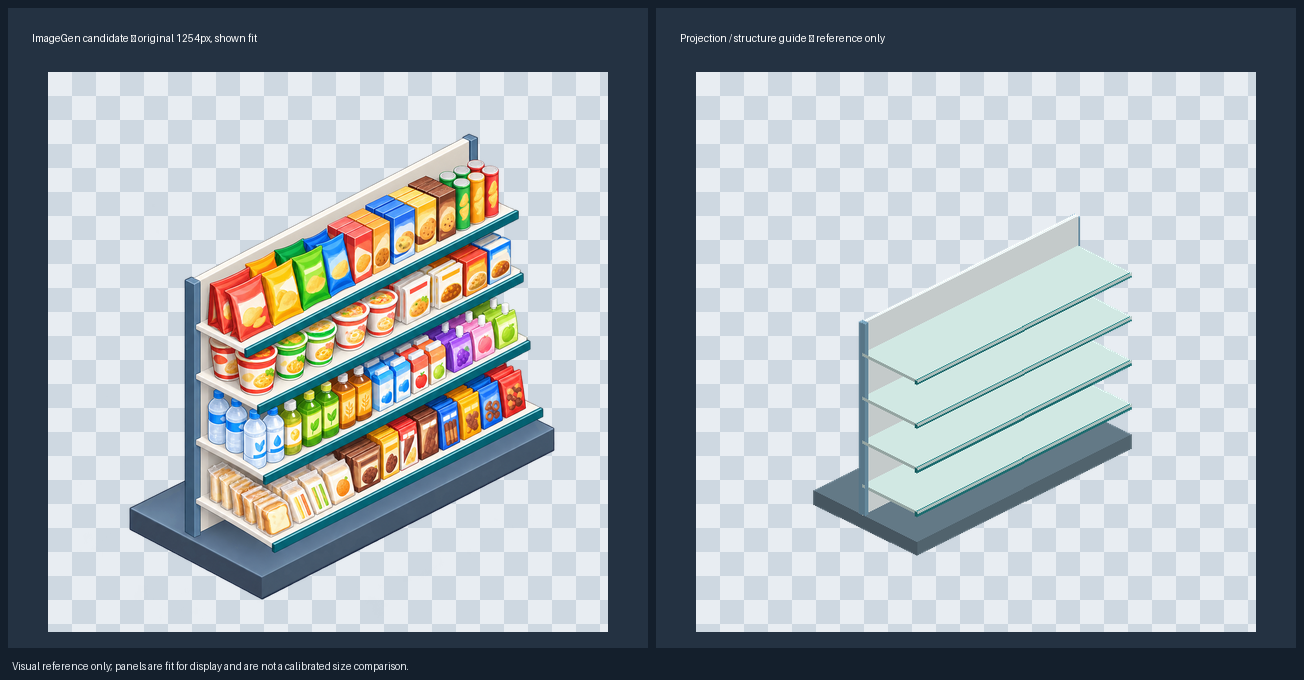 ImageGen candidate □ original 1254px, shown fit
Projection / structure guide □ reference only
Visual reference only; panels are fit for display and are not a calibrated size comparison.